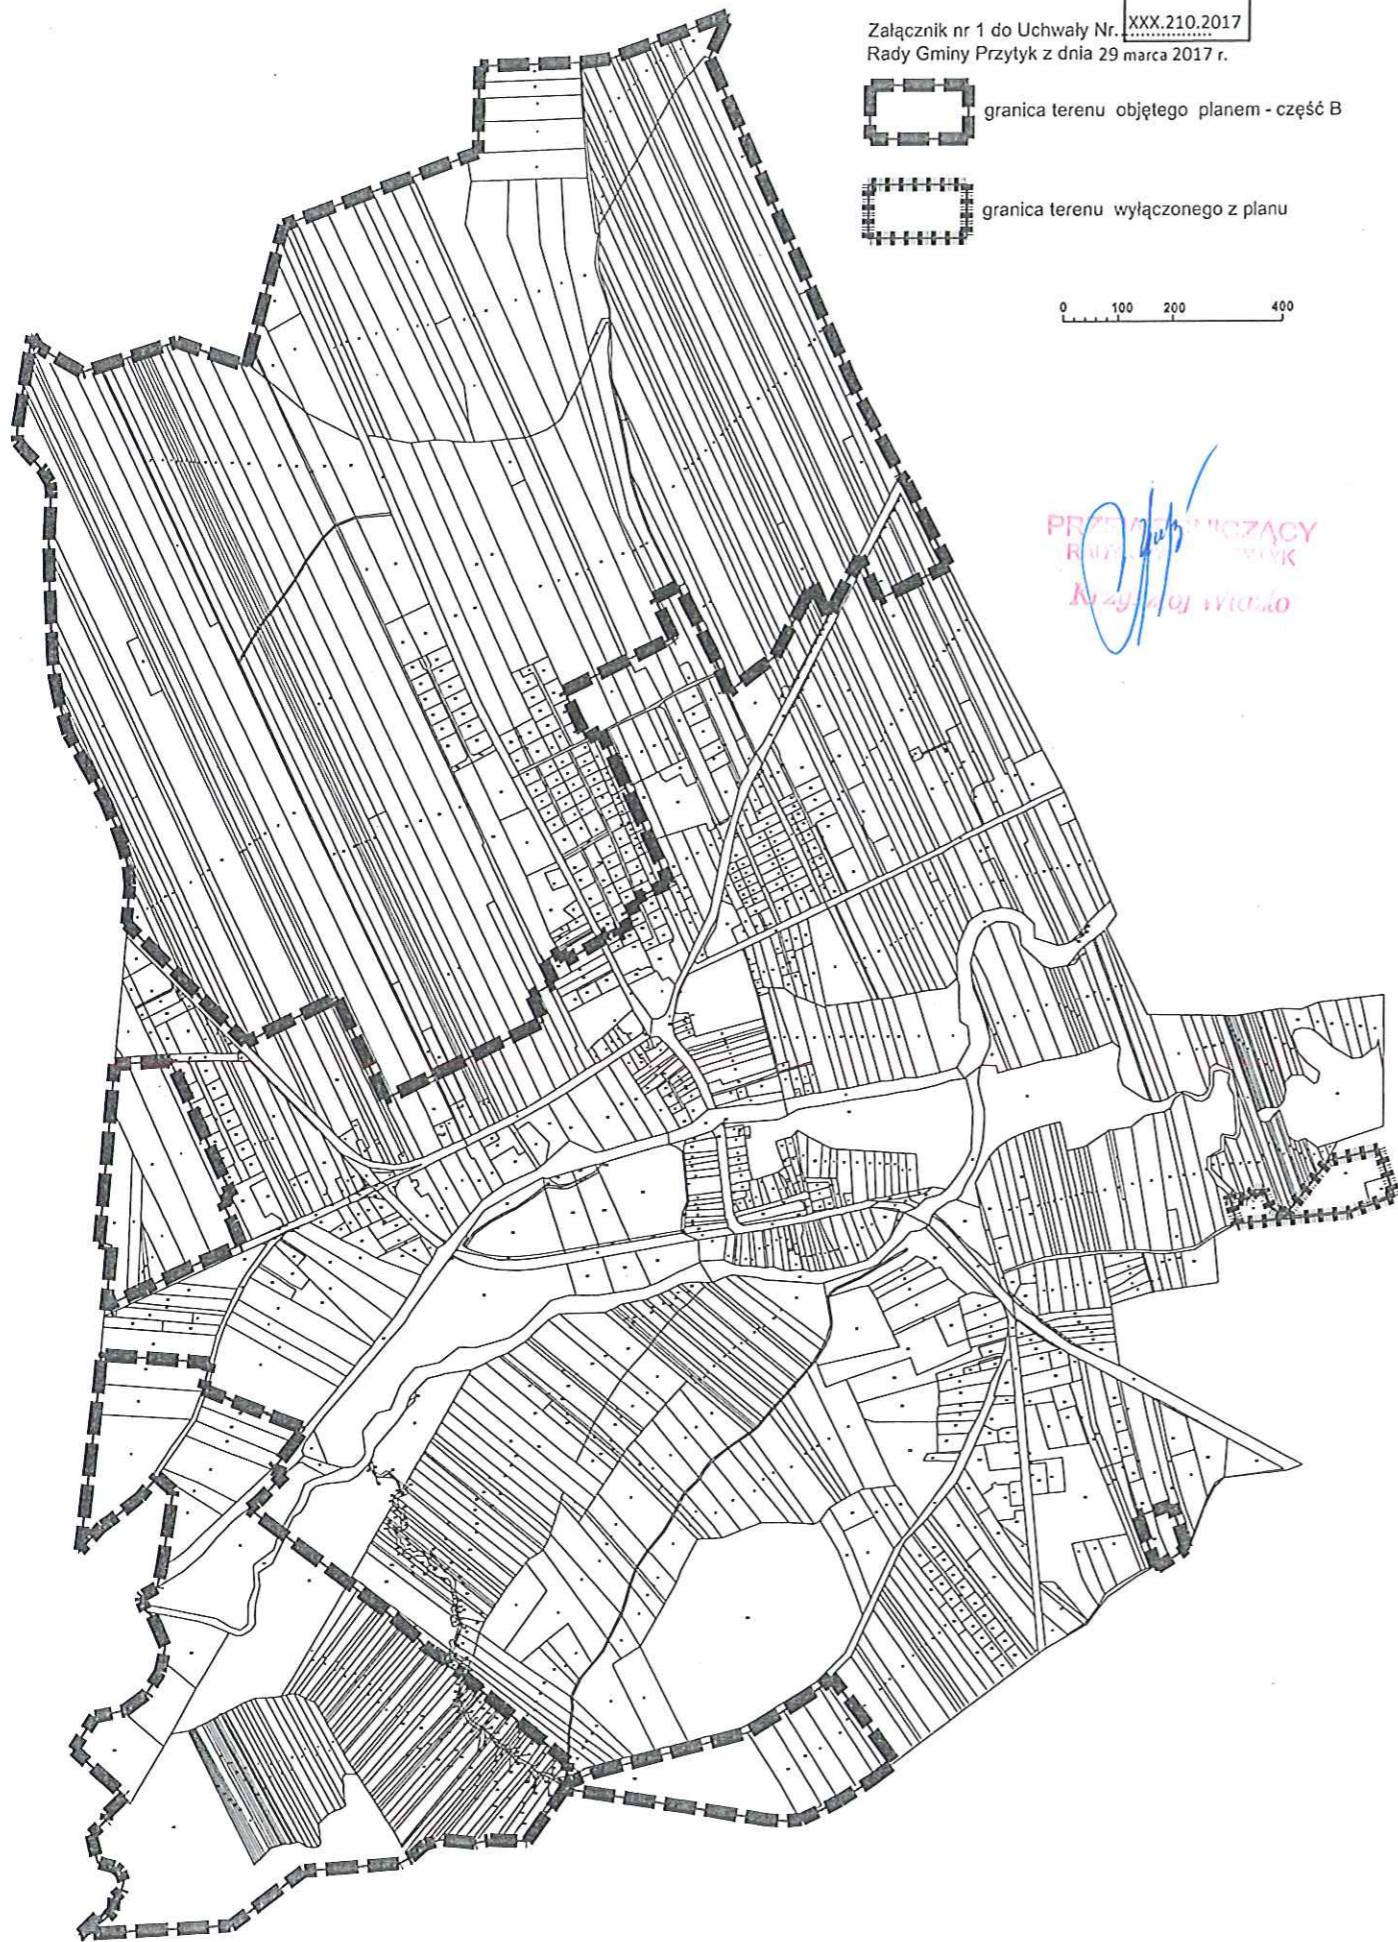 Załącznik nr 1 do Uchwały Nr. XXX.210.2017
Rady Gminy Przytyk z dnia 29 marca 2017 r.
granica terenu objętego planem - część B
granica terenu wyłączonego z planu
0 100 200 400